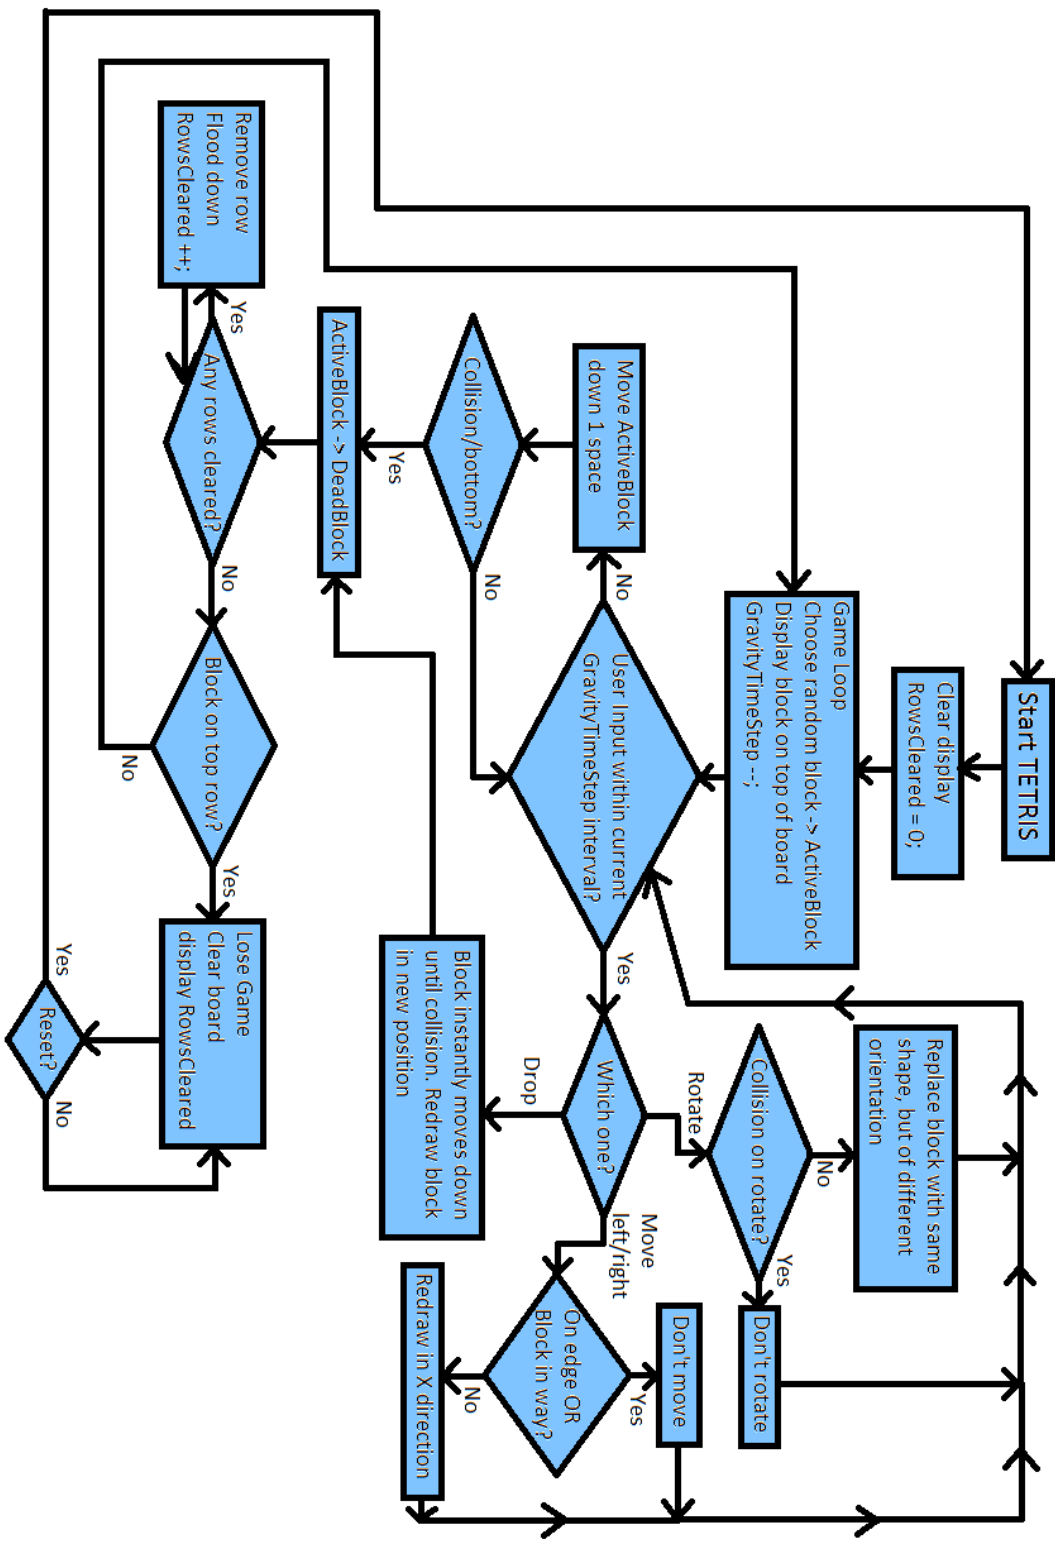 Start TETRIS
Clear display
RowsCleared = 0;
Game Loop
Choose random block -> ActiveBlock
Display block on top of board
GravityTimeStep --;
User Input within current
GravityTimeStep interval?
No
Yes
Move ActiveBlock
down 1 space
Collision/bottom?
No
Yes
ActiveBlock -> DeadBlock
Any rows cleared?
Yes
No
Remove row
Flood down
RowsCleared ++;
Block on top row?
No
Yes
Lose Game
Clear board
display RowsCleared
Reset?
Yes
No
Which one?
Rotate
Drop
Move
left/right
Block instantly moves down
until collision. Redraw block
in new position
Collision on rotate?
No
Yes
Replace block with same
shape, but of different
orientation
Don't rotate
On edge OR
Block in way?
Yes
No
Don't move
Redraw in X direction